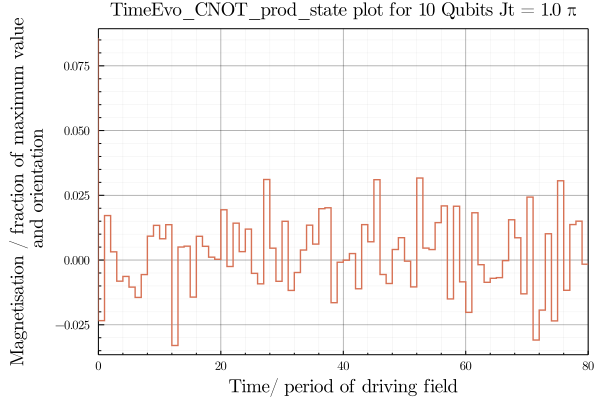 TimeEvo_CNOT_prod_state plot for 10 Qubits Jt = 1.0 π
Magnetisation / fraction of maximum value
and orientation
0.075
0.050
0.025
0.000
−0.025
0 20 40 60 80
Time/ period of driving field